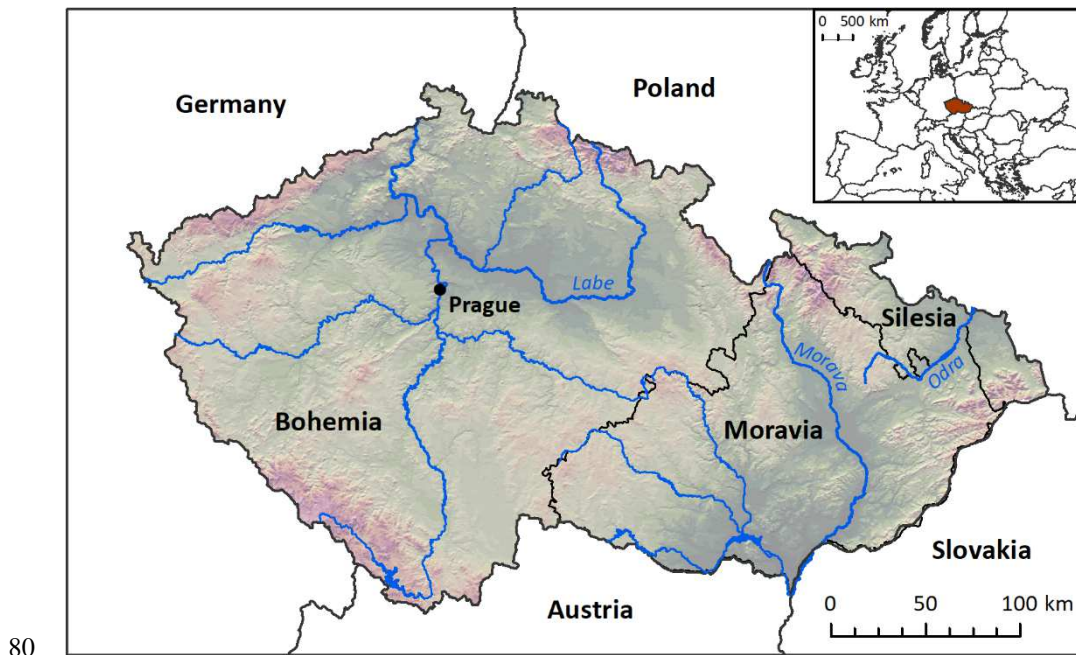 0 500 km
Germany
Poland
Labe
Prague
Silesia
Morava
Odra
Bohemia
Moravia
Slovakia
Austria
0 50 100 km
80